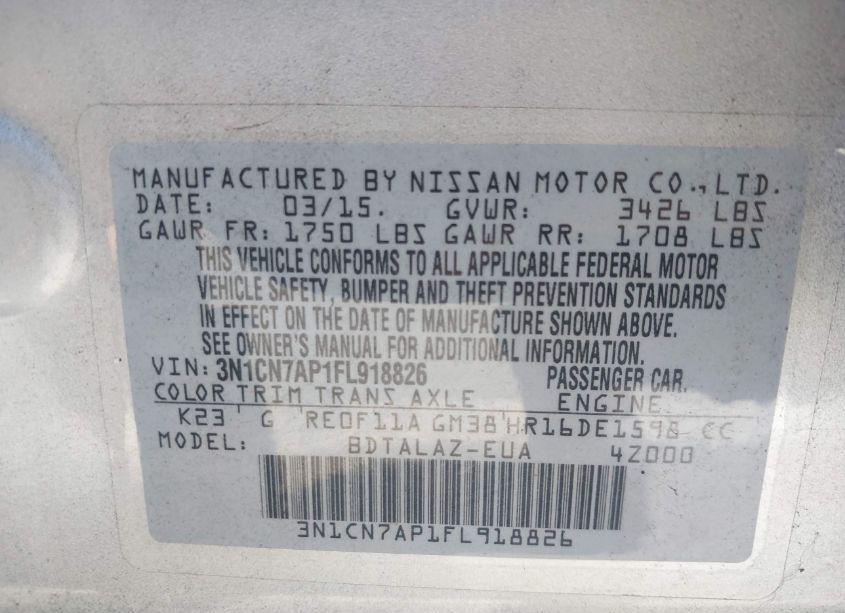 MANUFACTURED BY NISSAN MOTOR CO.,LTD.
DATE: 03/15. GVWR: 3426 LBS
GAWR FR: 1750 LBS GAWR RR: 1708 LBS
THIS VEHICLE CONFORMS TO ALL APPLICABLE FEDERAL MOTOR
VEHICLE SAFETY, BUMPER AND THEFT PREVENTION STANDARDS
IN EFFECT ON THE DATE OF MANUFACTURE SHOWN ABOVE.
SEE OWNER'S MANUAL FOR ADDITIONAL INFORMATION.
VIN: 3N1CN7AP1FL918826 PASSENGER CAR.
COLOR TRIM TRANS AXLE ENGINE
K23 G RE0F11A GM38 HR16DE1598 CC
MODEL: BDTALAZ-EUA 4Z000
3N1CN7AP1FL918826